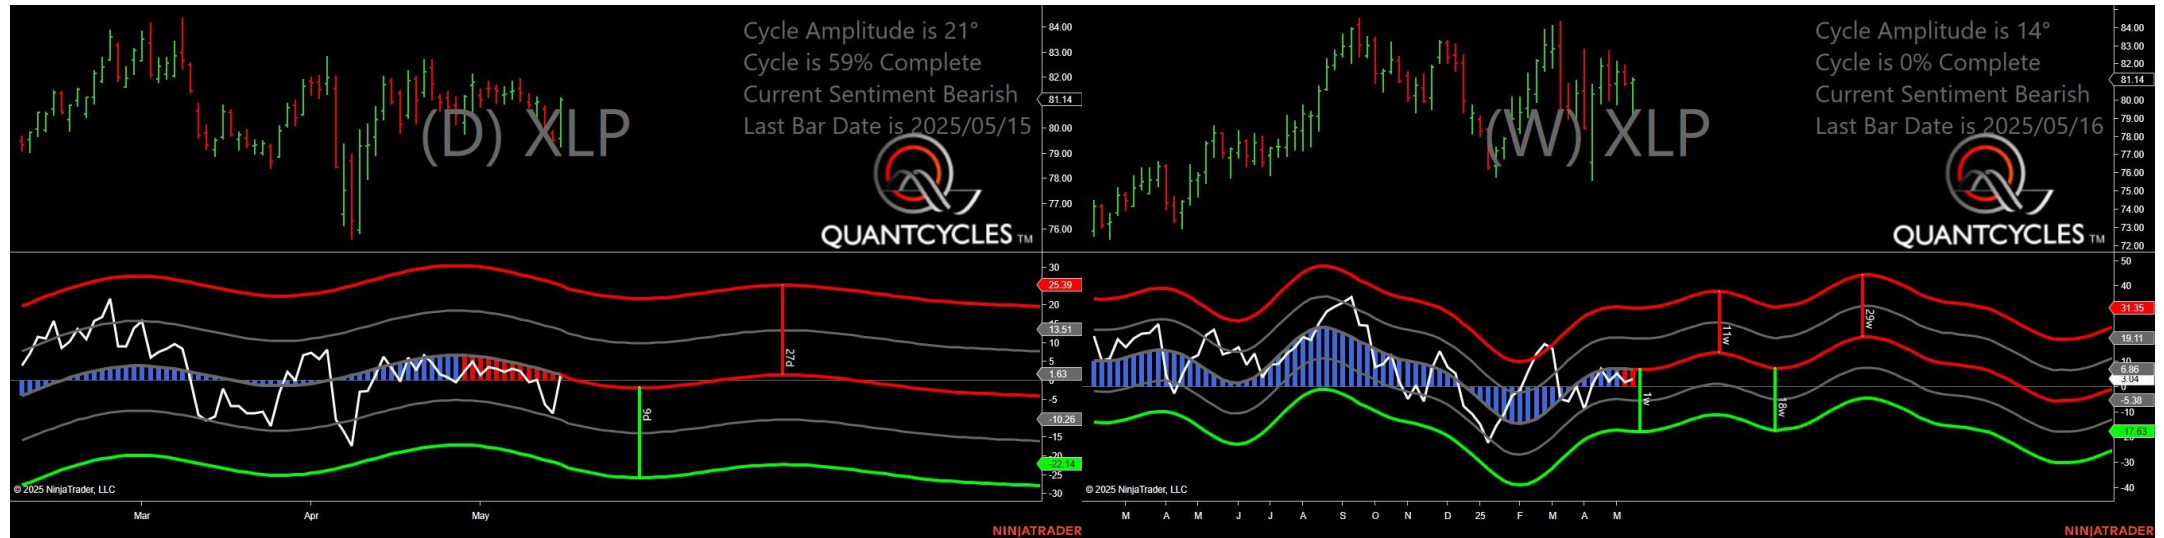 Cycle Amplitude is 21°
Cycle is 59% Complete
Current Sentiment Bearish
Last Bar Date is 2025/05/15
(D) XLP
QUANTCYCLES TM
84.00
83.00
82.00
81.14
80.00
79.00
78.00
77.00
76.00
30
25.39
20
13.51
10
5
1.63
-5
-10.26
-15
-22.14
-25
-30
27d
9d
© 2025 NinjaTrader, LLC
Mar
Apr
May
NINJATRADER
Cycle Amplitude is 14°
Cycle is 0% Complete
Current Sentiment Bearish
Last Bar Date is 2025/05/16
(W) XLP
QUANTCYCLES TM
84.00
83.00
82.00
81.14
80.00
79.00
78.00
77.00
76.00
75.00
74.00
73.00
72.00
50
40
31.35
19.11
6.86
3.04
-5.38
-10
-17.63
-30
-40
11w
29w
1w
18w
© 2025 NinjaTrader, LLC
M A M J J A S O N D 25 F M A M
NINJATRADER